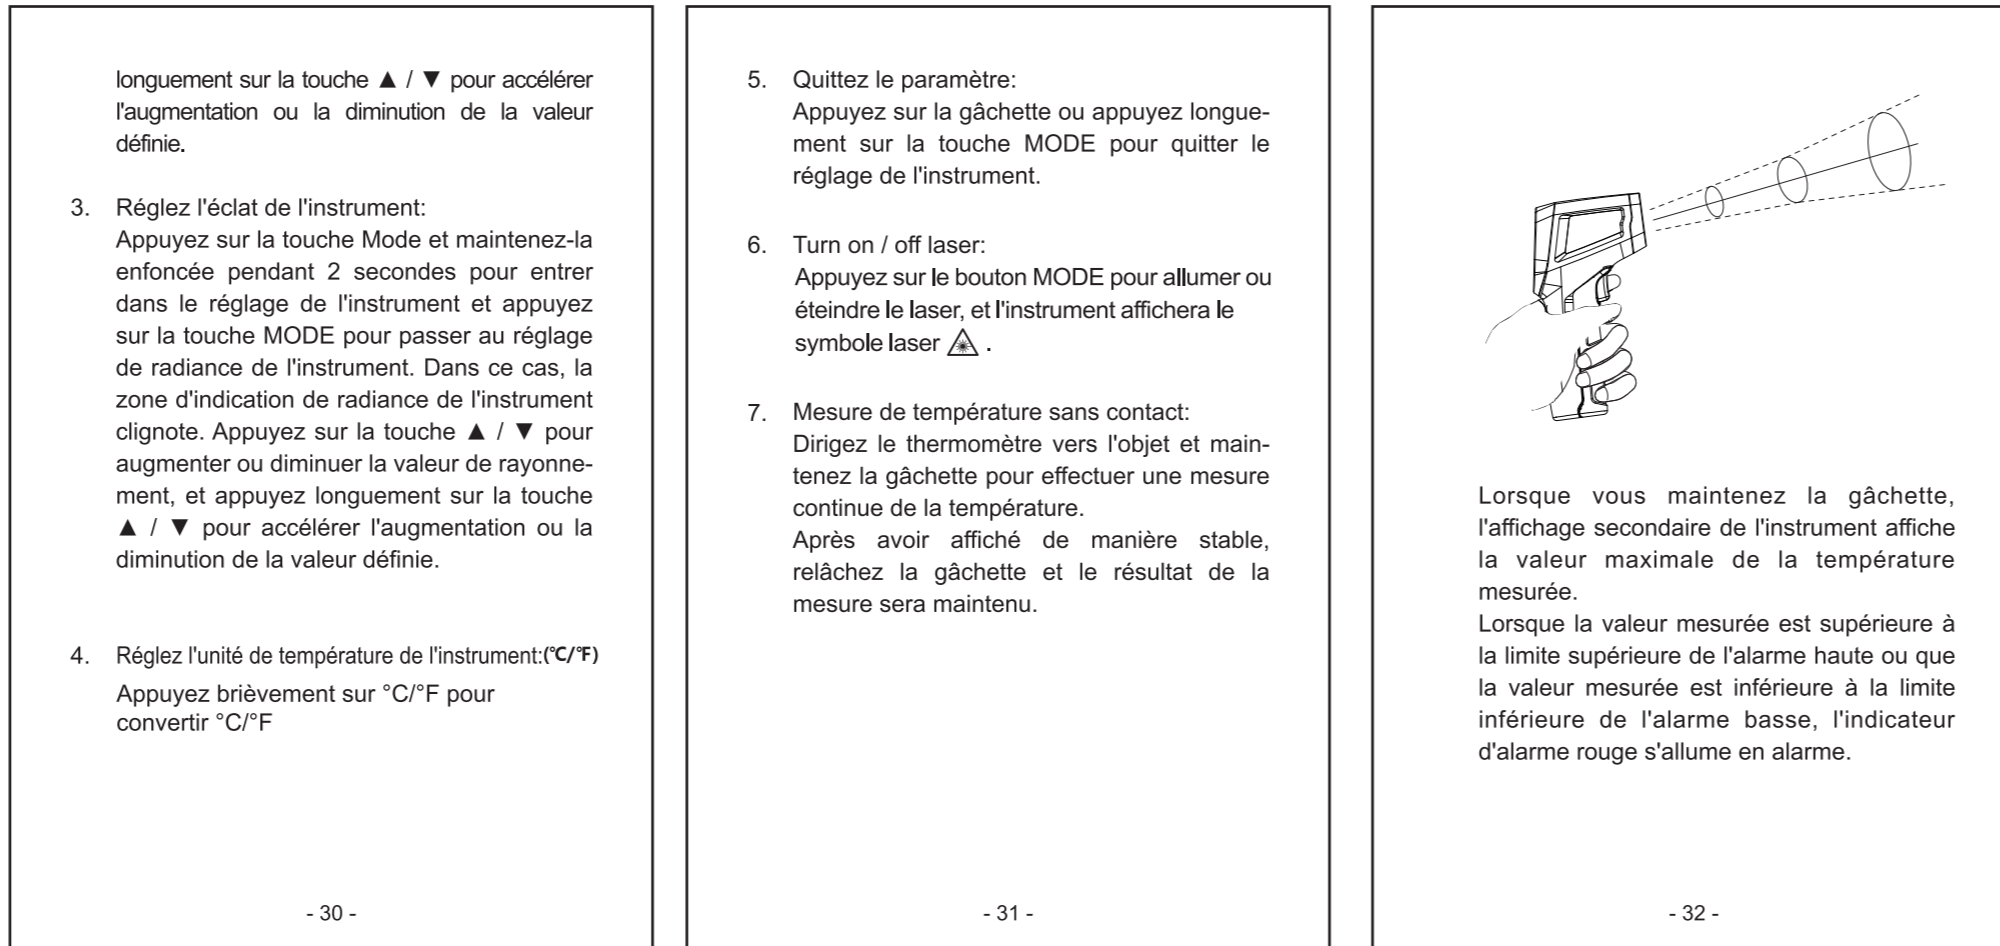 longuement sur la touche ▲ / ▼ pour accélérer
l'augmentation ou la diminution de la valeur
définie.
3. Réglez l'éclat de l'instrument:
Appuyez sur la touche Mode et maintenez-la
enfoncée pendant 2 secondes pour entrer
dans le réglage de l'instrument et appuyez
sur la touche MODE pour passer au réglage
de radiance de l'instrument. Dans ce cas, la
zone d'indication de radiance de l'instrument
clignote. Appuyez sur la touche ▲ / ▼ pour
augmenter ou diminuer la valeur de rayonne-
ment, et appuyez longuement sur la touche
▲ / ▼ pour accélérer l'augmentation ou la
diminution de la valeur définie.
4. Réglez l'unité de température de l'instrument:(℃/℉)
Appuyez brièvement sur °C/°F pour
convertir °C/°F
- 30 -
5. Quittez le paramètre:
Appuyez sur la gâchette ou appuyez longue-
ment sur la touche MODE pour quitter le
réglage de l'instrument.
6. Turn on / off laser:
Appuyez sur le bouton MODE pour allumer ou
éteindre le laser, et l'instrument affichera le
symbole laser .
7. Mesure de température sans contact:
Dirigez le thermomètre vers l'objet et main-
tenez la gâchette pour effectuer une mesure
continue de la température.
Après avoir affiché de manière stable,
relâchez la gâchette et le résultat de la
mesure sera maintenu.
- 31 -
Lorsque vous maintenez la gâchette,
l'affichage secondaire de l'instrument affiche
la valeur maximale de la température
mesurée.
Lorsque la valeur mesurée est supérieure à
la limite supérieure de l'alarme haute ou que
la valeur mesurée est inférieure à la limite
inférieure de l'alarme basse, l'indicateur
d'alarme rouge s'allume en alarme.
- 32 -